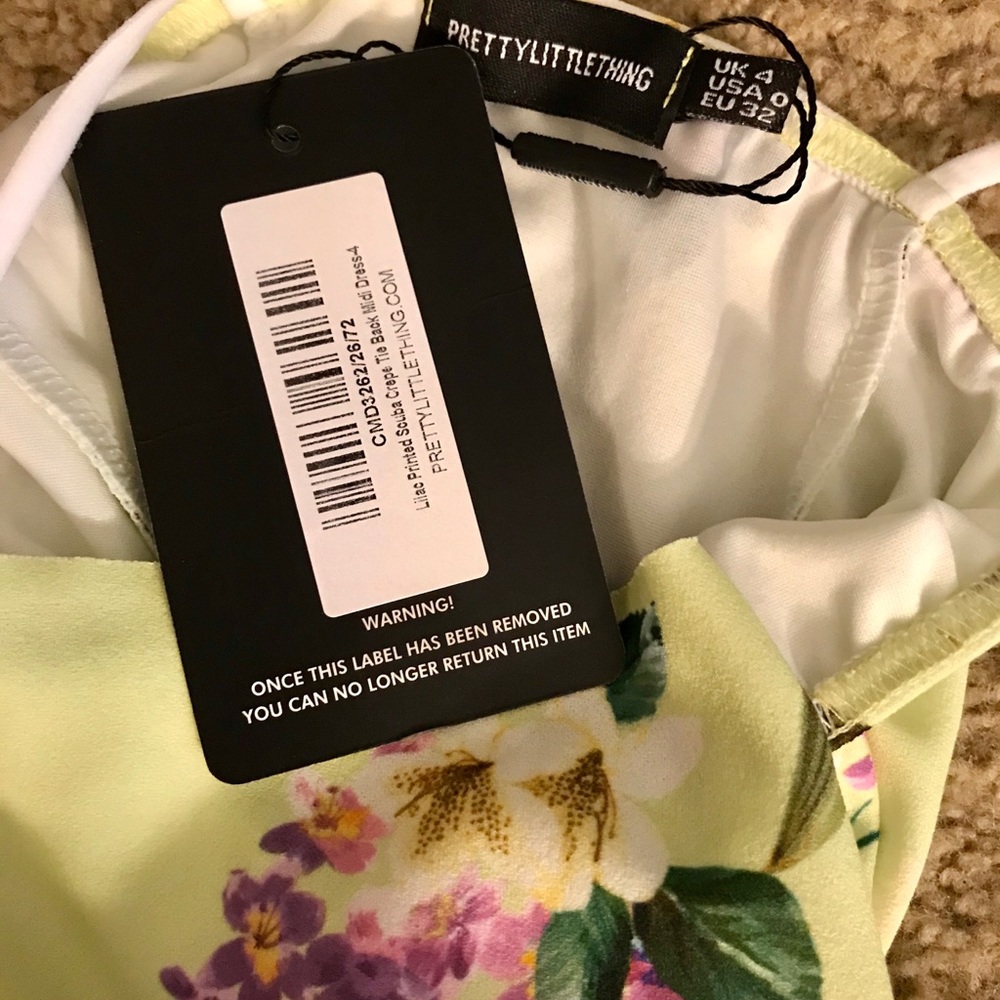 PRETTYLITTLETHING
UK 4
USA 0
EU 32
CMD3262/26/72
Lilac Printed Scuba Crepe Tie Back Midi Dress-4
PRETTYLITTLETHING.COM
WARNING!
ONCE THIS LABEL HAS BEEN REMOVED
YOU CAN NO LONGER RETURN THIS ITEM